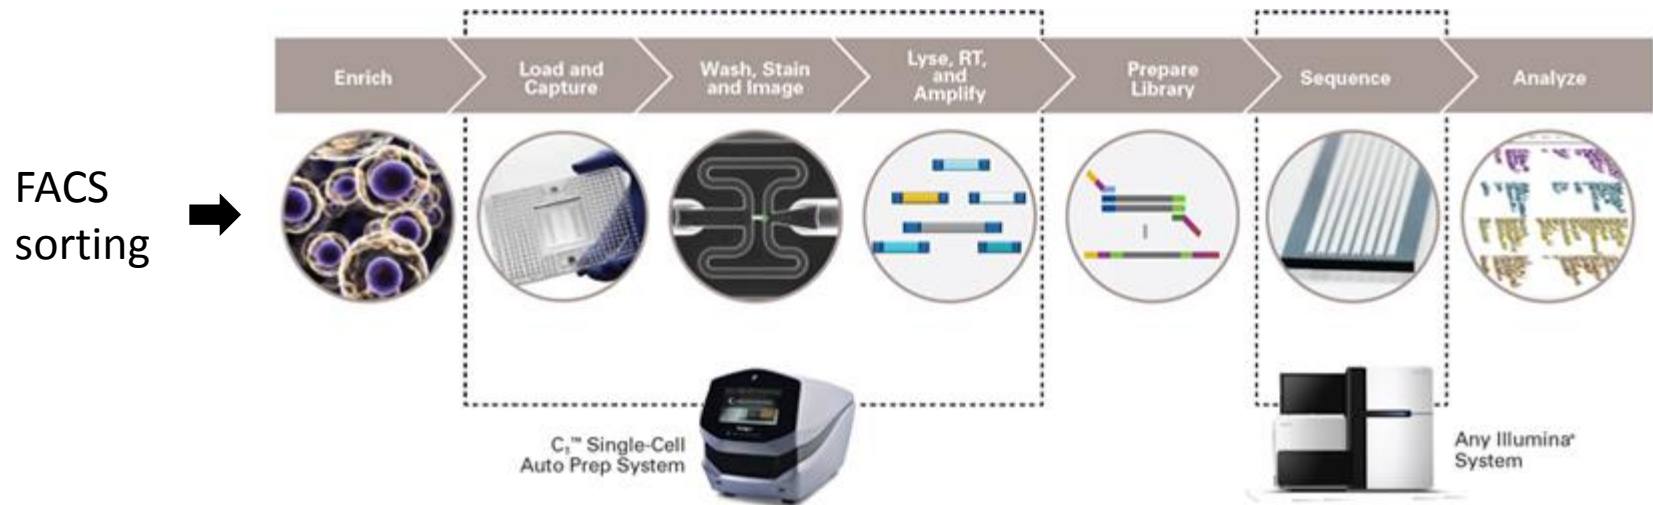 FACS
sorting
Enrich
Load and
Capture
Wash, Stain
and Image
Lyse, RT,
and
Amplify
Prepare
Library
Sequence
Analyze
C₁™ Single-Cell
Auto Prep System
Any Illumina®
System